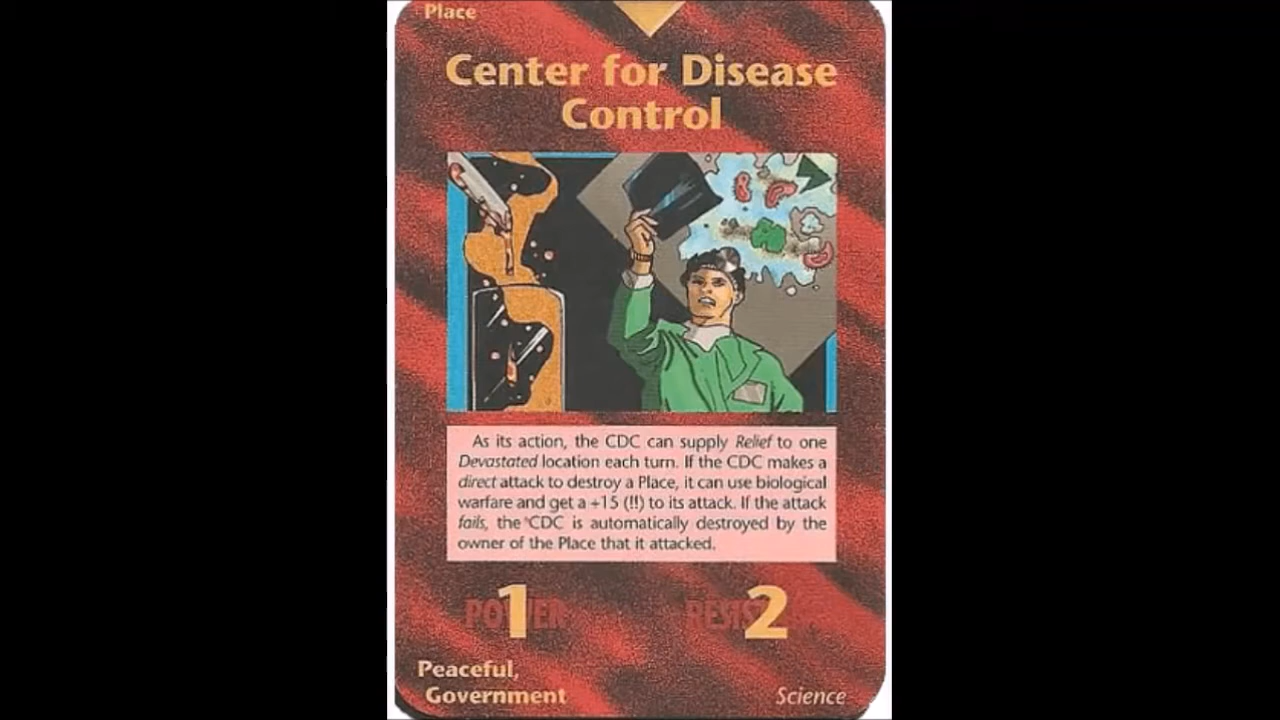 Place
Center for Disease
Control
As its action, the CDC can supply Relief to one
Devastated location each turn. If the CDC makes a
direct attack to destroy a Place, it can use biological
warfare and get a +15 (!!) to its attack. If the attack
fails, the CDC is automatically destroyed by the
owner of the Place that it attacked.
POWER 1 RESISTANCE 2
Peaceful,
Government
Science